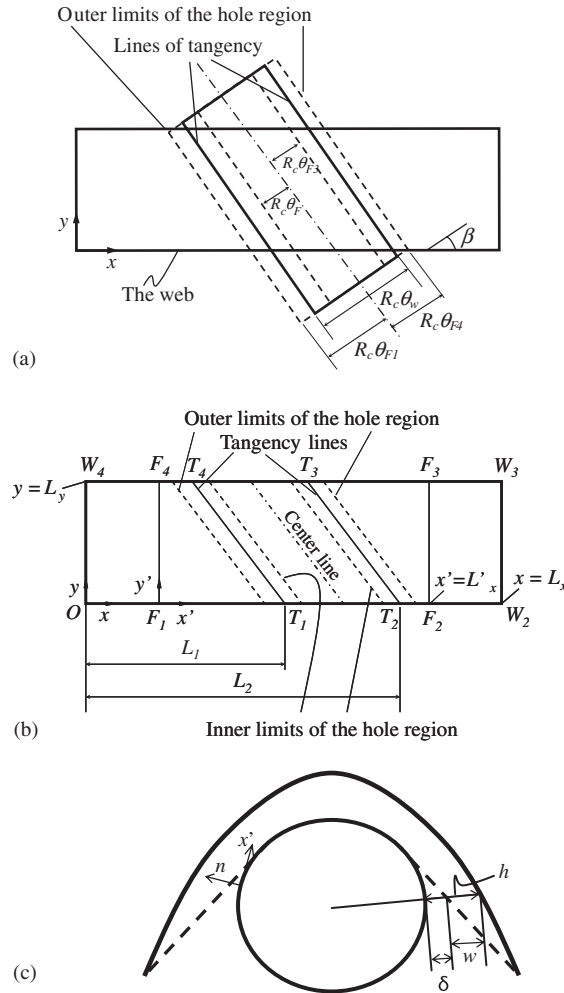 Outer limits of the hole region
Lines of tangency
R_cθ_F3
R_cθ_F
y
x
β
The web
R_cθ_w
R_cθ_F4
R_cθ_F1
(a)
Outer limits of the hole region
Tangency lines
W_4
F_4
T_4
T_3
F_3
W_3
y = L_y
Center line
y
y'
x'=L'_x
x = L_x
O
x
F_1
x'
T_1
T_2
F_2
W_2
L_1
L_2
Inner limits of the hole region
(b)
x'
n
h
w
δ
(c)